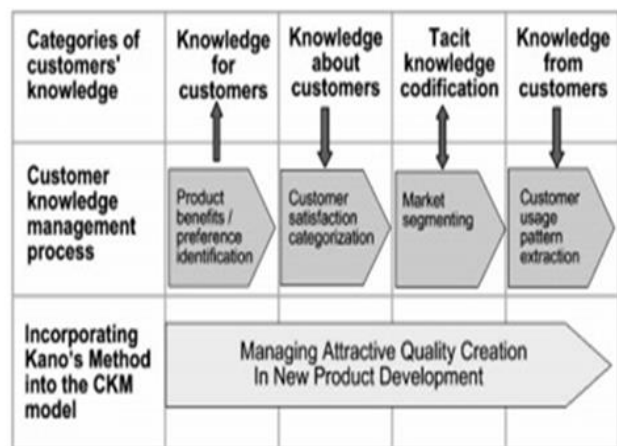 Categories of
customers'
knowledge
Knowledge
for
customers
Knowledge
about
customers
Tacit
knowledge
codification
Knowledge
from
customers
Customer
knowledge
management
process
Product
benefits /
preference
identification
Customer
satisfaction
categorization
Market
segmenting
Customer
usage
pattern
extraction
Incorporating
Kano's Method
into the CKM
model
Managing Attractive Quality Creation
In New Product Development